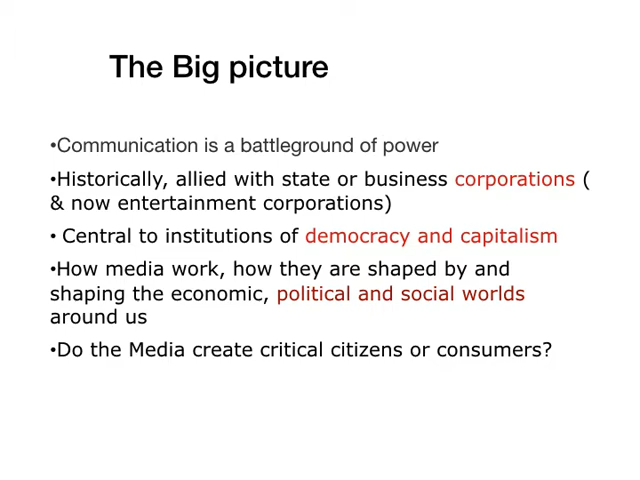 The Big picture
•Communication is a battleground of power
•Historically, allied with state or business corporations (
& now entertainment corporations)
• Central to institutions of democracy and capitalism
•How media work, how they are shaped by and
shaping the economic, political and social worlds
around us
•Do the Media create critical citizens or consumers?